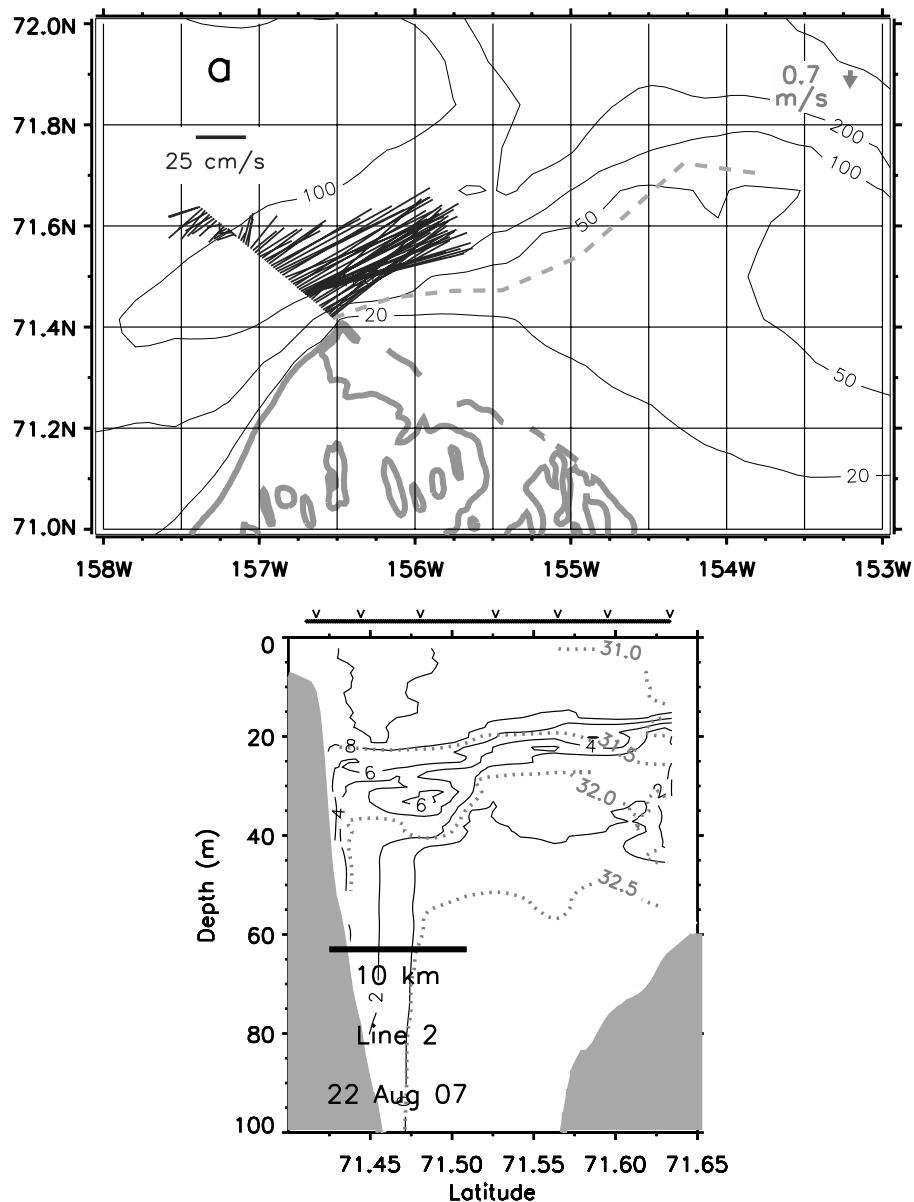 72.0N
a
0.7
m/s
71.8N
25 cm/s
200
100
100
71.6N
50
71.4N
20
50
71.2N
20
71.0N
158W 157W 156W 155W 154W 153W
v v v v v v v
0
31.0
20
8
4
31.5
6
32.0
2
6
4
40
32.5
Depth (m)
60
10 km
2
Line 2
80
22 Aug 07
0
100
71.45 71.50 71.55 71.60 71.65
Latitude